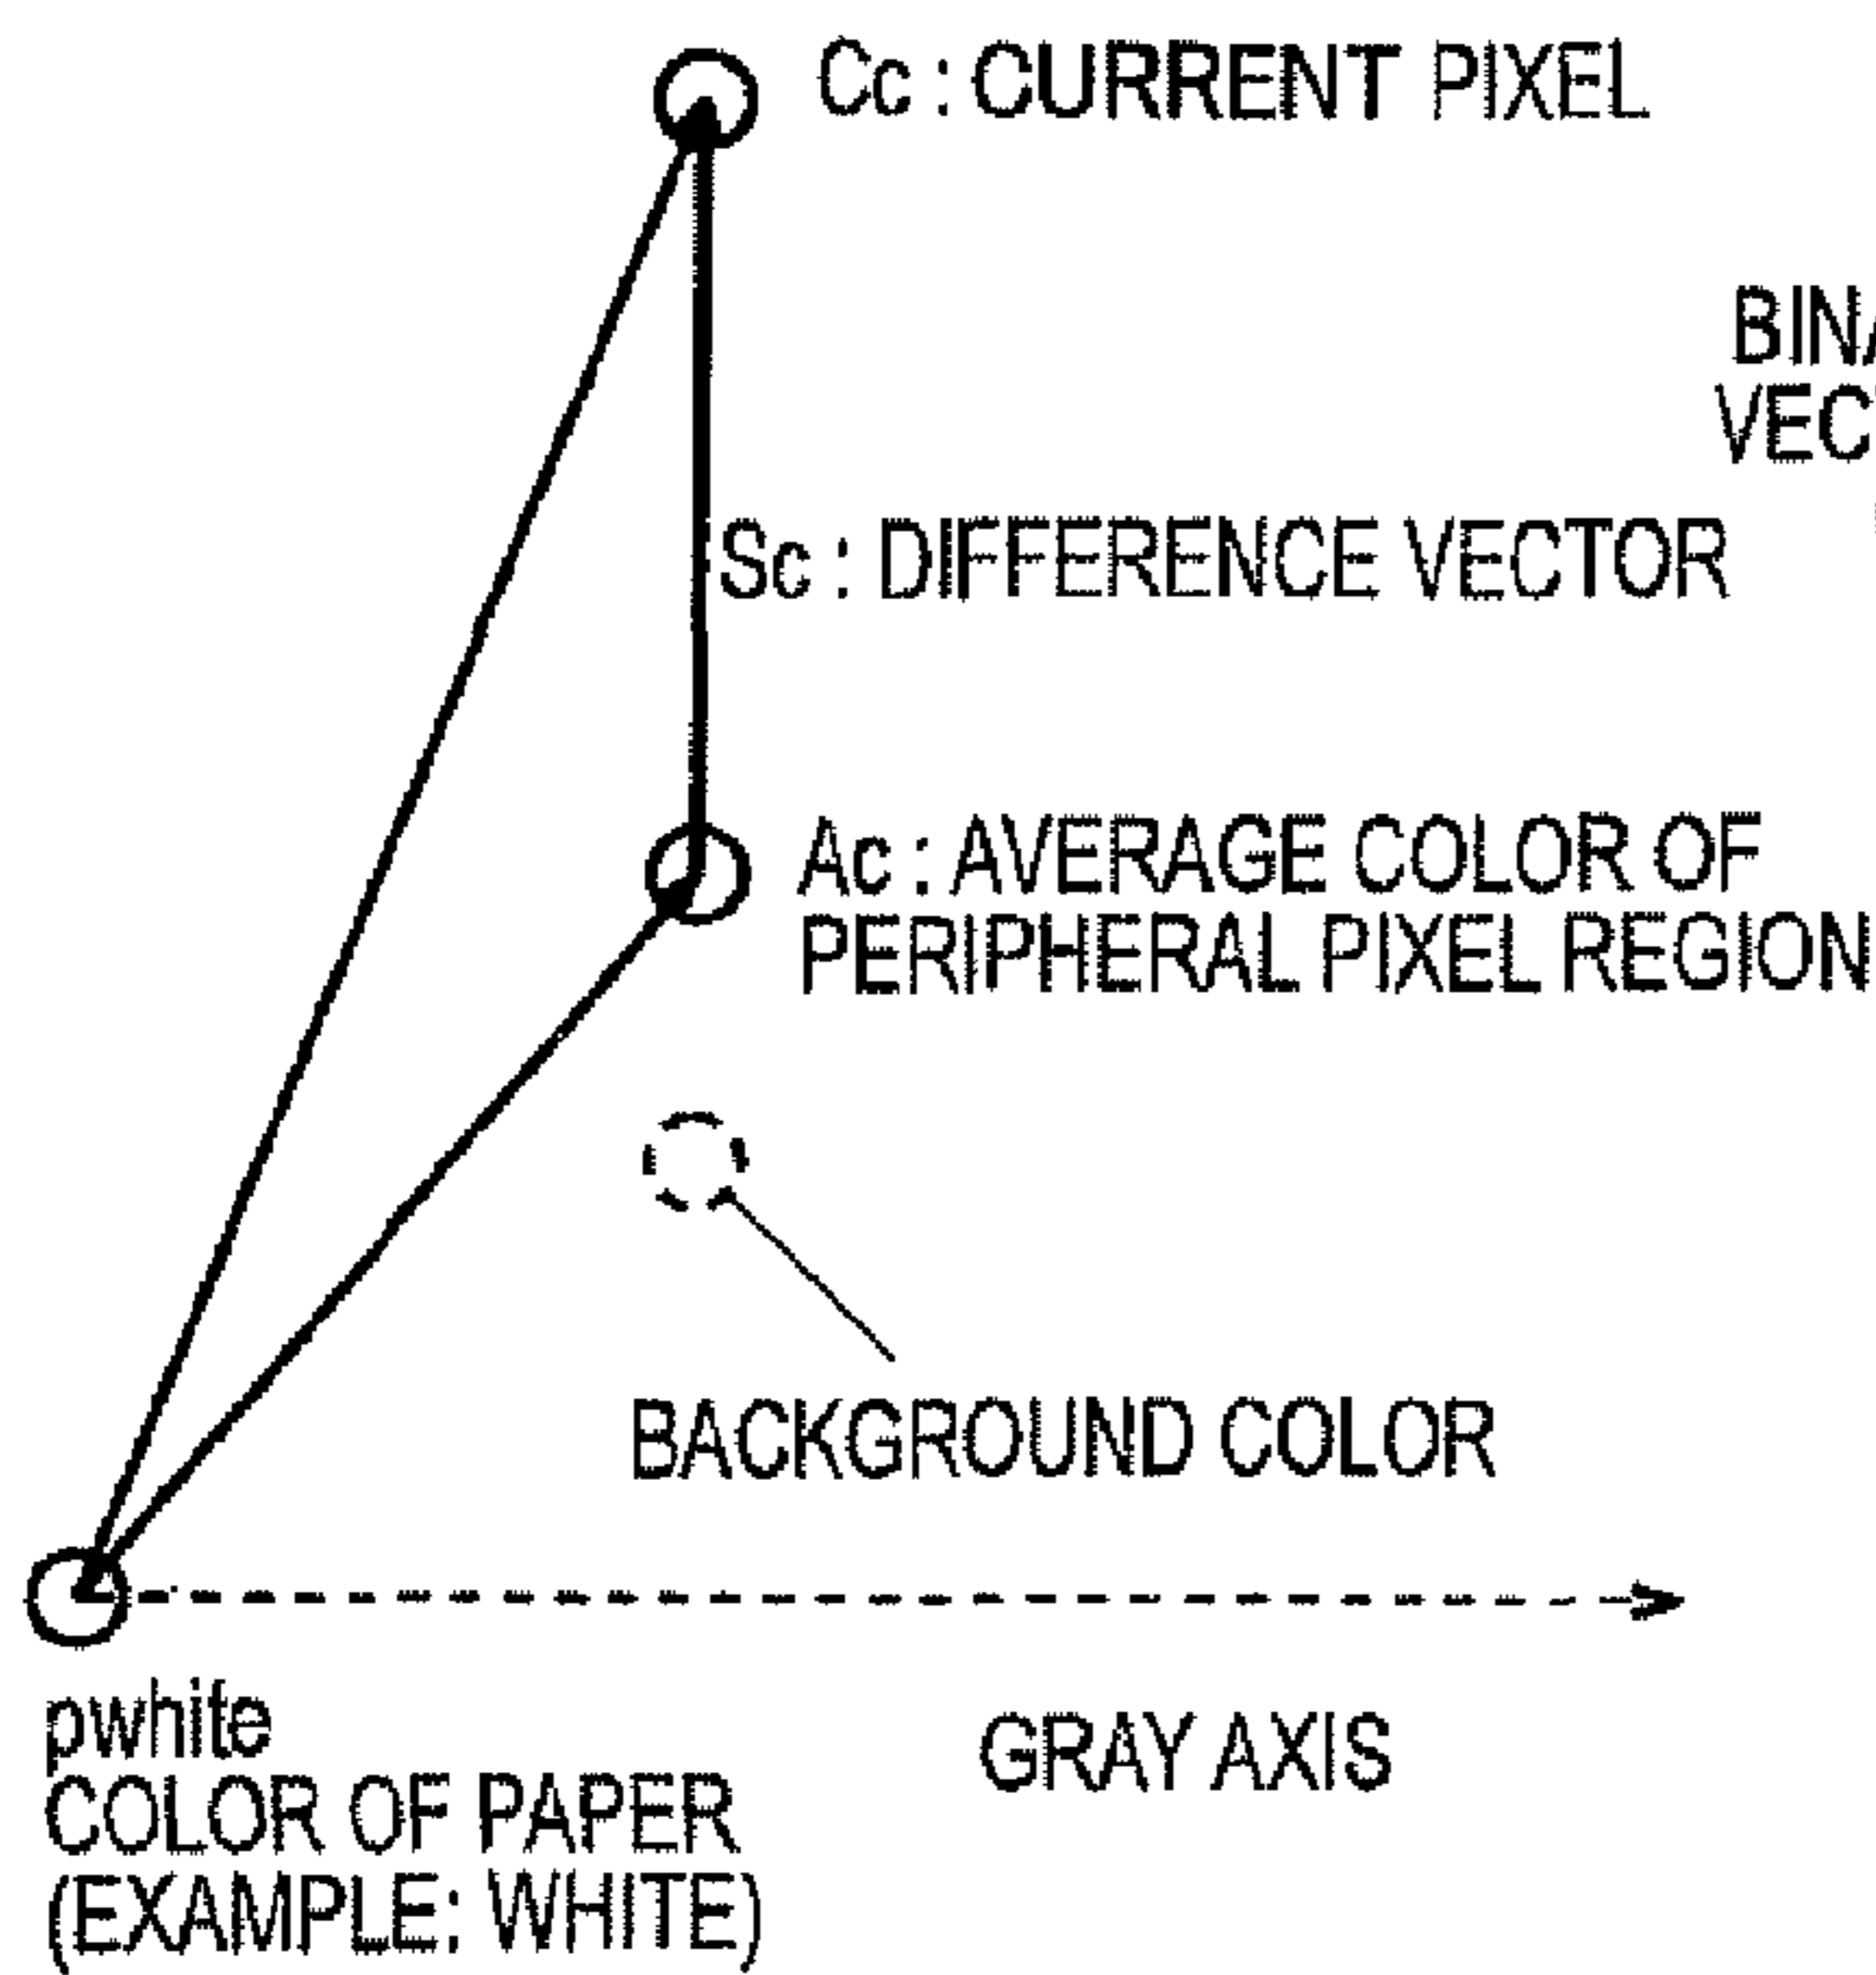 Cc : CURRENT PIXEL
Sc : DIFFERENCE VECTOR
Ac : AVERAGE COLOR OF
PERIPHERAL PIXEL REGION
BACKGROUND COLOR
pwhite
COLOR OF PAPER
(EXAMPLE: WHITE)
GRAY AXIS